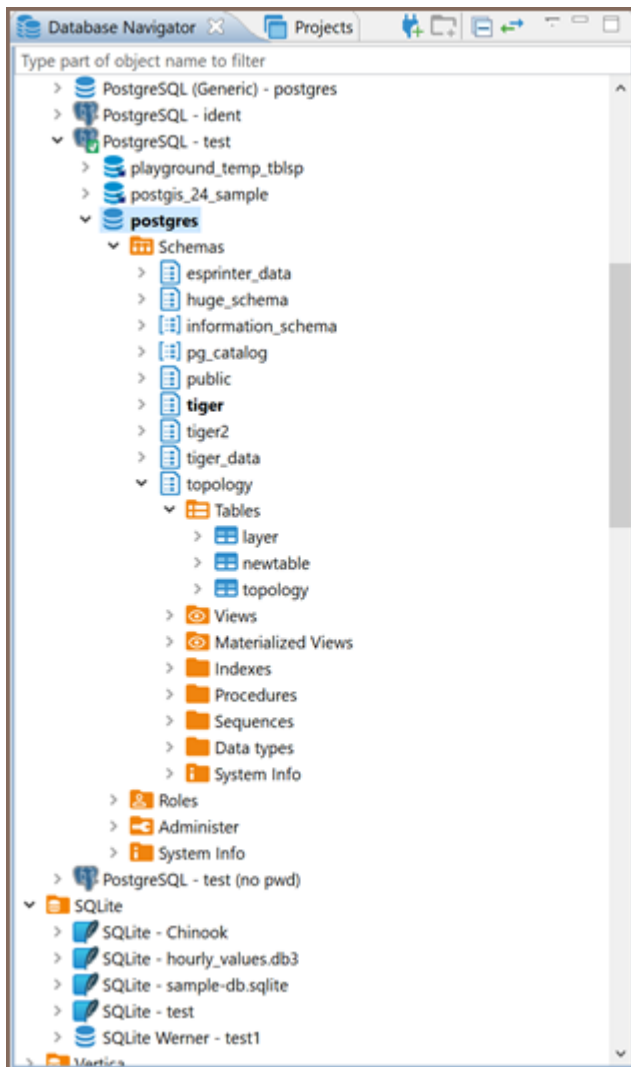 Database Navigator Projects
Type part of object name to filter
PostgreSQL (Generic) - postgres
PostgreSQL - ident
PostgreSQL - test
playground_temp_tblsp
postgis_24_sample
postgres
Schemas
esprinter_data
huge_schema
information_schema
pg_catalog
public
tiger
tiger2
tiger_data
topology
Tables
layer
newtable
topology
Views
Materialized Views
Indexes
Procedures
Sequences
Data types
System Info
Roles
Administer
System Info
PostgreSQL - test (no pwd)
SQLite
SQLite - Chinook
SQLite - hourly_values.db3
SQLite - sample-db.sqlite
SQLite - test
SQLite Werner - test1
Vertica